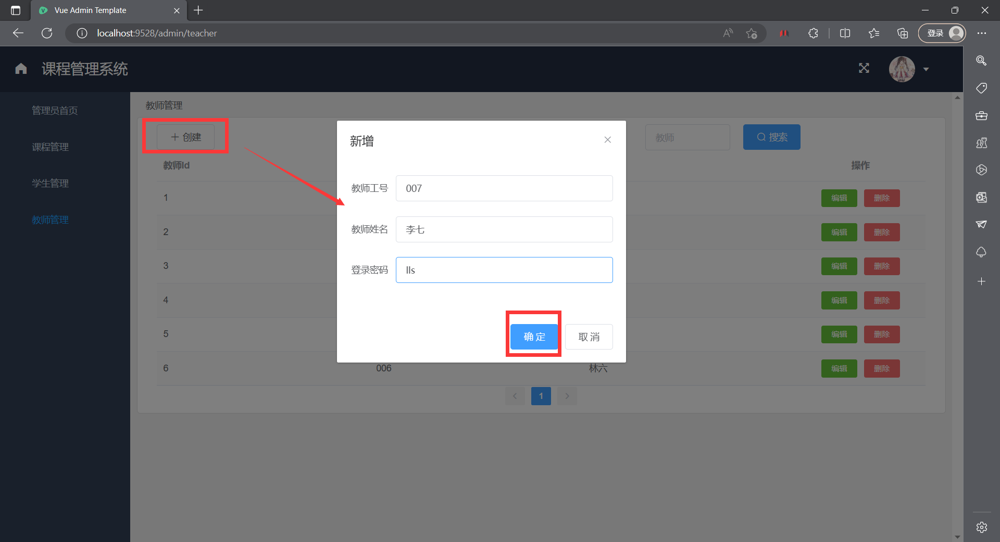 Vue Admin Template
localhost:9528/admin/teacher
登录
课程管理系统
管理员首页
课程管理
学生管理
教师管理
教师管理
创建
教师
搜索
教师Id
操作
1
编辑 删除
2
编辑 删除
3
编辑 删除
4
编辑 删除
5
编辑 删除
6
006
林六
编辑 删除
1
新增
教师工号
007
教师姓名
李七
登录密码
lls
确 定
取 消